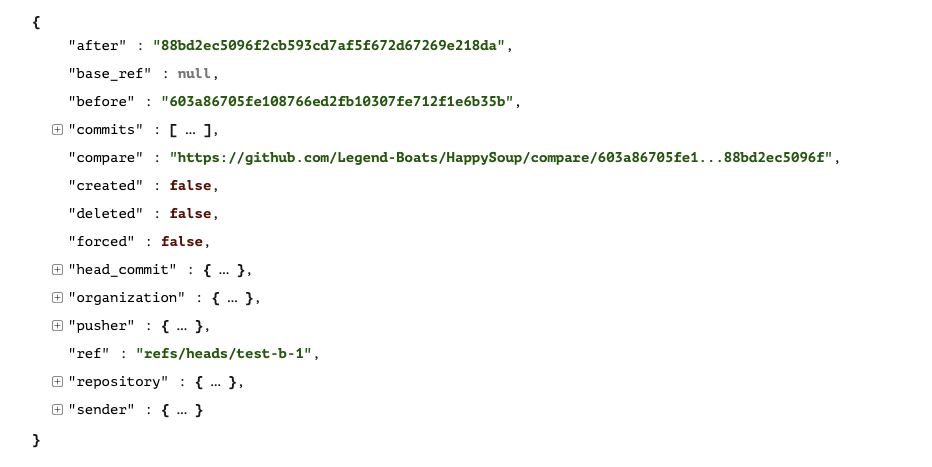 {
"after" : "88bd2ec5096f2cb593cd7af5f672d67269e218da",
"base_ref" : null,
"before" : "603a86705fe108766ed2fb10307fe712f1e6b35b",
"commits" : [ … ],
"compare" : "https://github.com/Legend-Boats/HappySoup/compare/603a86705fe1...88bd2ec5096f",
"created" : false,
"deleted" : false,
"forced" : false,
"head_commit" : { … },
"organization" : { … },
"pusher" : { … },
"ref" : "refs/heads/test-b-1",
"repository" : { … },
"sender" : { … }
}